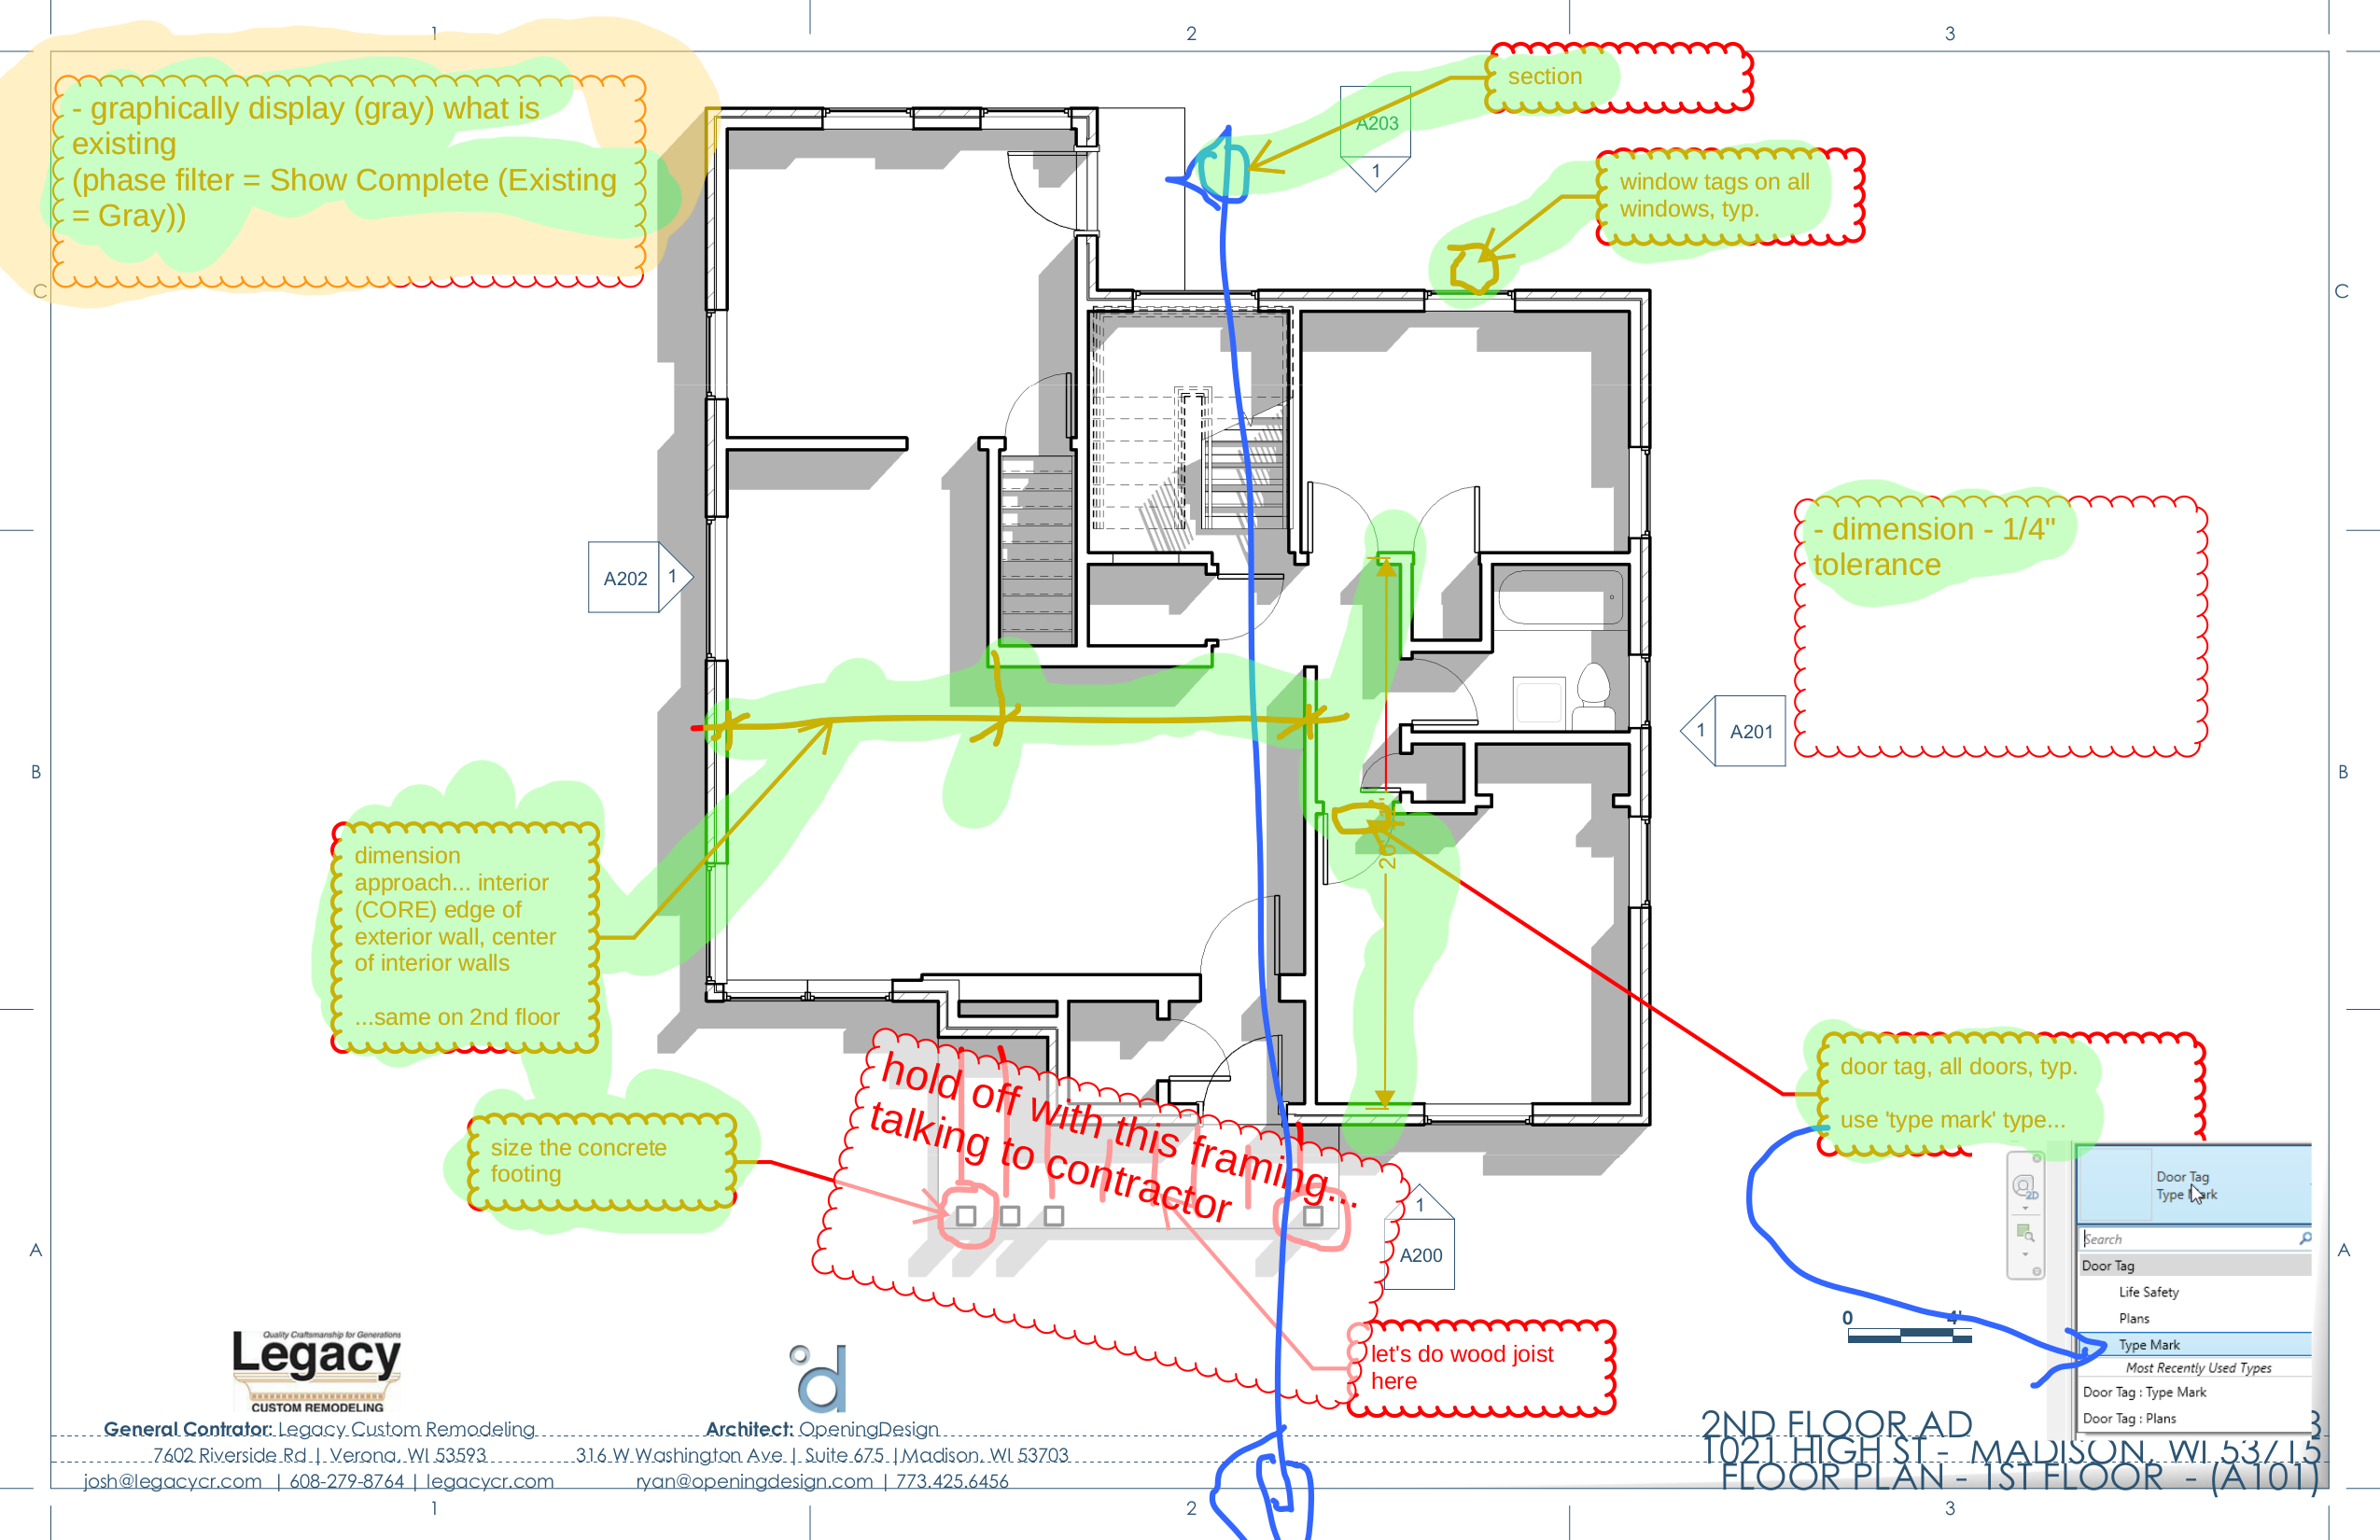 1
2
3
- graphically display (gray) what is
existing
(phase filter = Show Complete (Existing
= Gray))
section
A203
1
window tags on all
windows, typ.
C
C
- dimension - 1/4"
tolerance
A202
1
1
A201
B
B
dimension
approach... interior
(CORE) edge of
exterior wall, center
of interior walls
...same on 2nd floor
size the concrete
footing
hold off with this framing...
talking to contractor
door tag, all doors, typ.
use 'type mark' type...
2D
Door Tag
Type Mark
Search
Door Tag
Life Safety
Plans
Type Mark
Most Recently Used Types
Door Tag : Type Mark
Door Tag : Plans
1
A200
A
A
let's do wood joist
here
0
4'
Quality Craftsmanship for Generations
Legacy
CUSTOM REMODELING
d
General Contrator: Legacy Custom Remodeling
7602 Riverside Rd | Verona, WI 53593
josh@legacycr.com | 608-279-8764 | legacycr.com
Architect: OpeningDesign
316 W Washington Ave | Suite 675 | Madison, WI 53703
ryan@openingdesign.com | 773.425.6456
2ND FLOOR AD
1021 HIGH ST - MADISON, WI 53715
FLOOR PLAN - 1ST FLOOR - (A101)
1
2
3